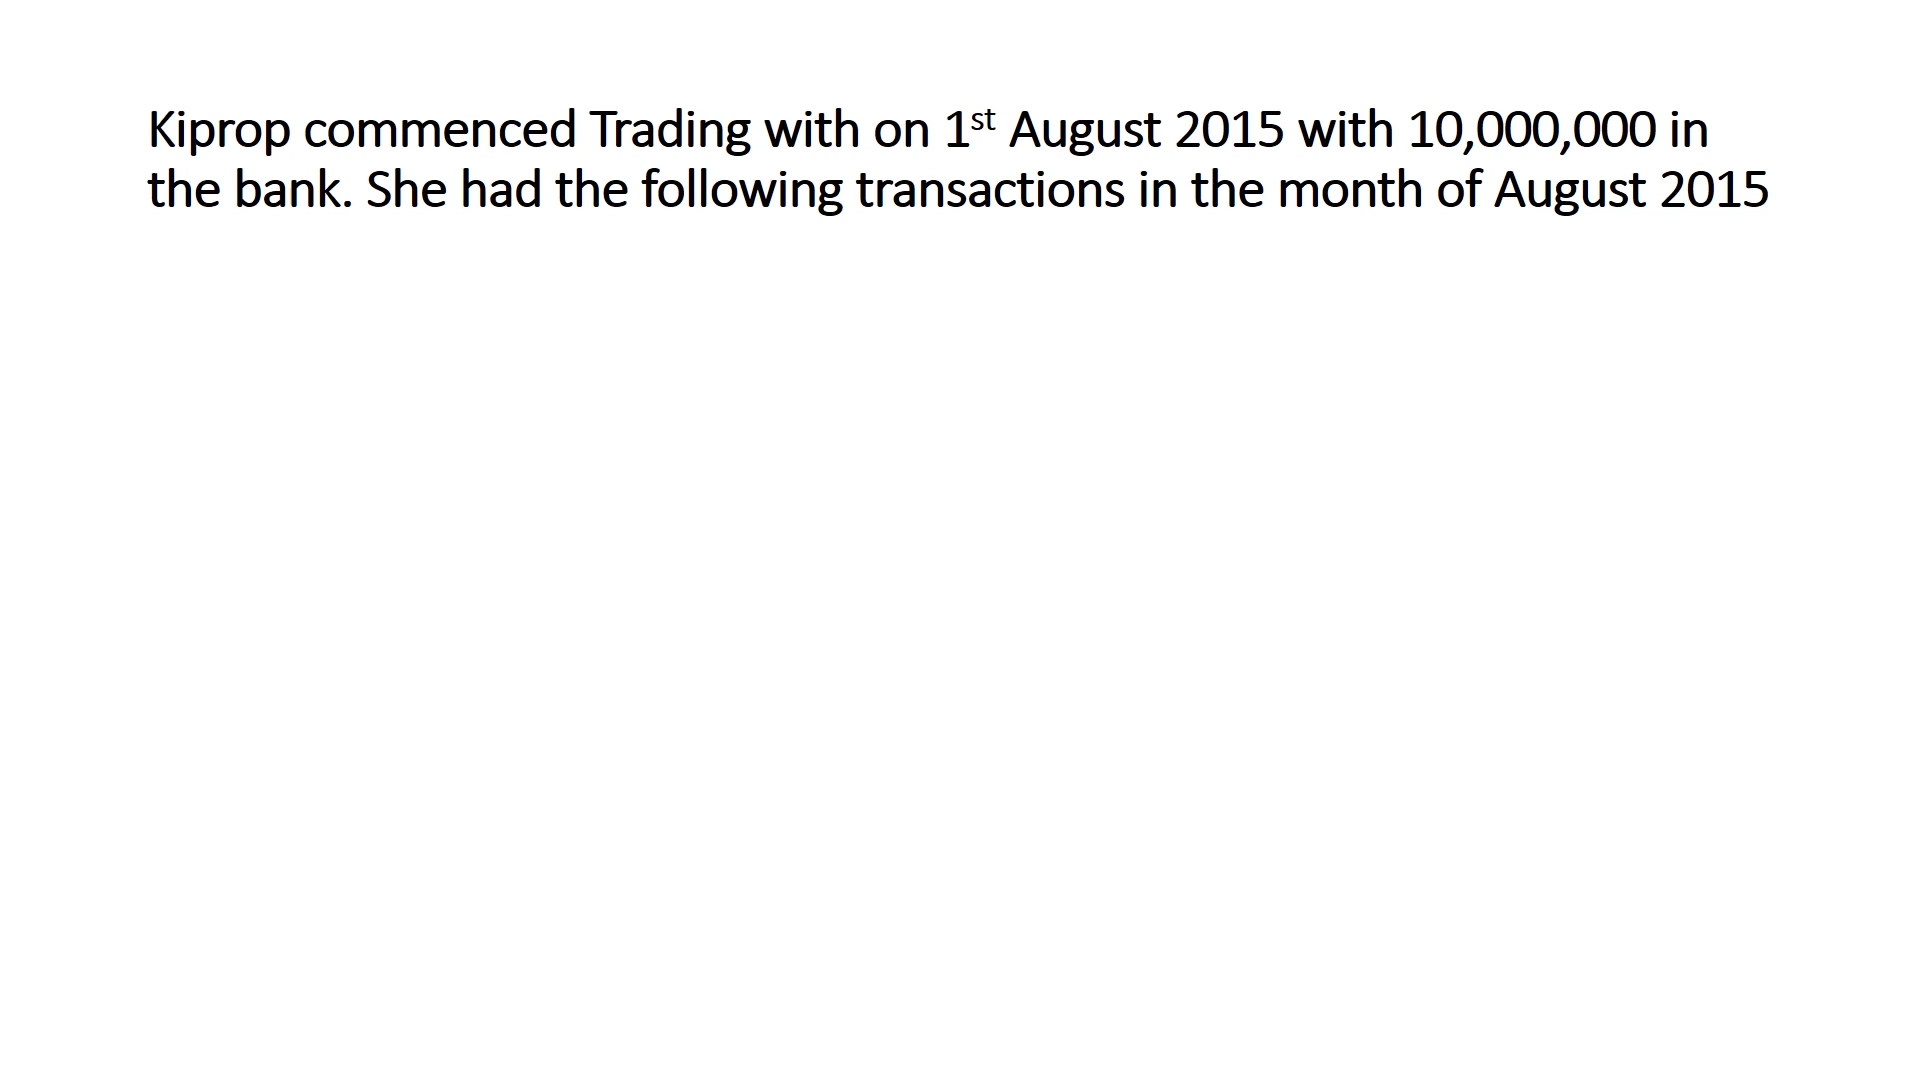 Kiprop commenced Trading with on 1st August 2015 with 10,000,000 in
the bank. She had the following transactions in the month of August 2015